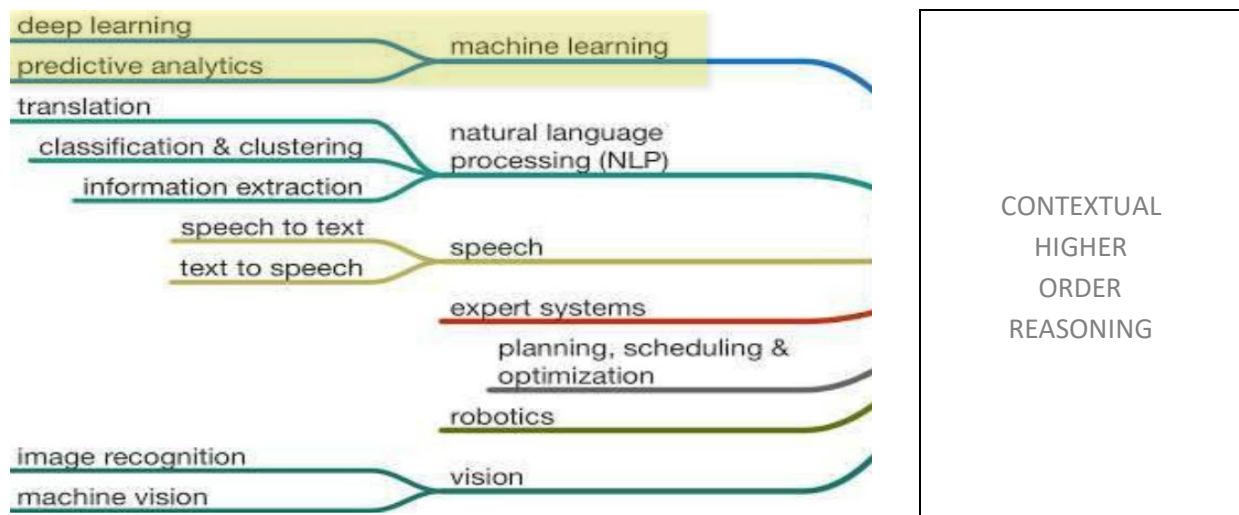 deep learning
machine learning
predictive analytics
translation
natural language
processing (NLP)
classification & clustering
information extraction
speech to text
speech
text to speech
expert systems
planning, scheduling &
optimization
robotics
image recognition
vision
machine vision
CONTEXTUAL
HIGHER
ORDER
REASONING